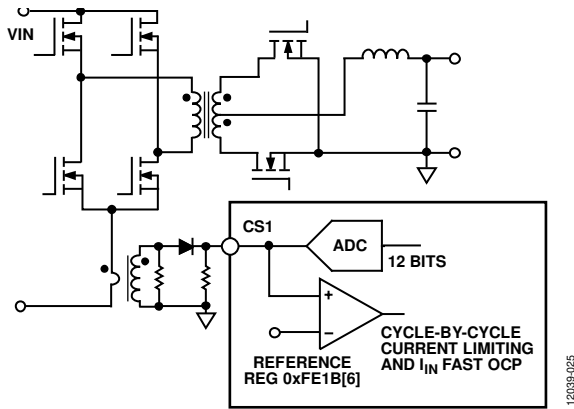 VIN
CS1
ADC
12 BITS
+
−
CYCLE-BY-CYCLE
CURRENT LIMITING
AND IIN FAST OCP
REFERENCE
REG 0xFE1B[6]
12039-025